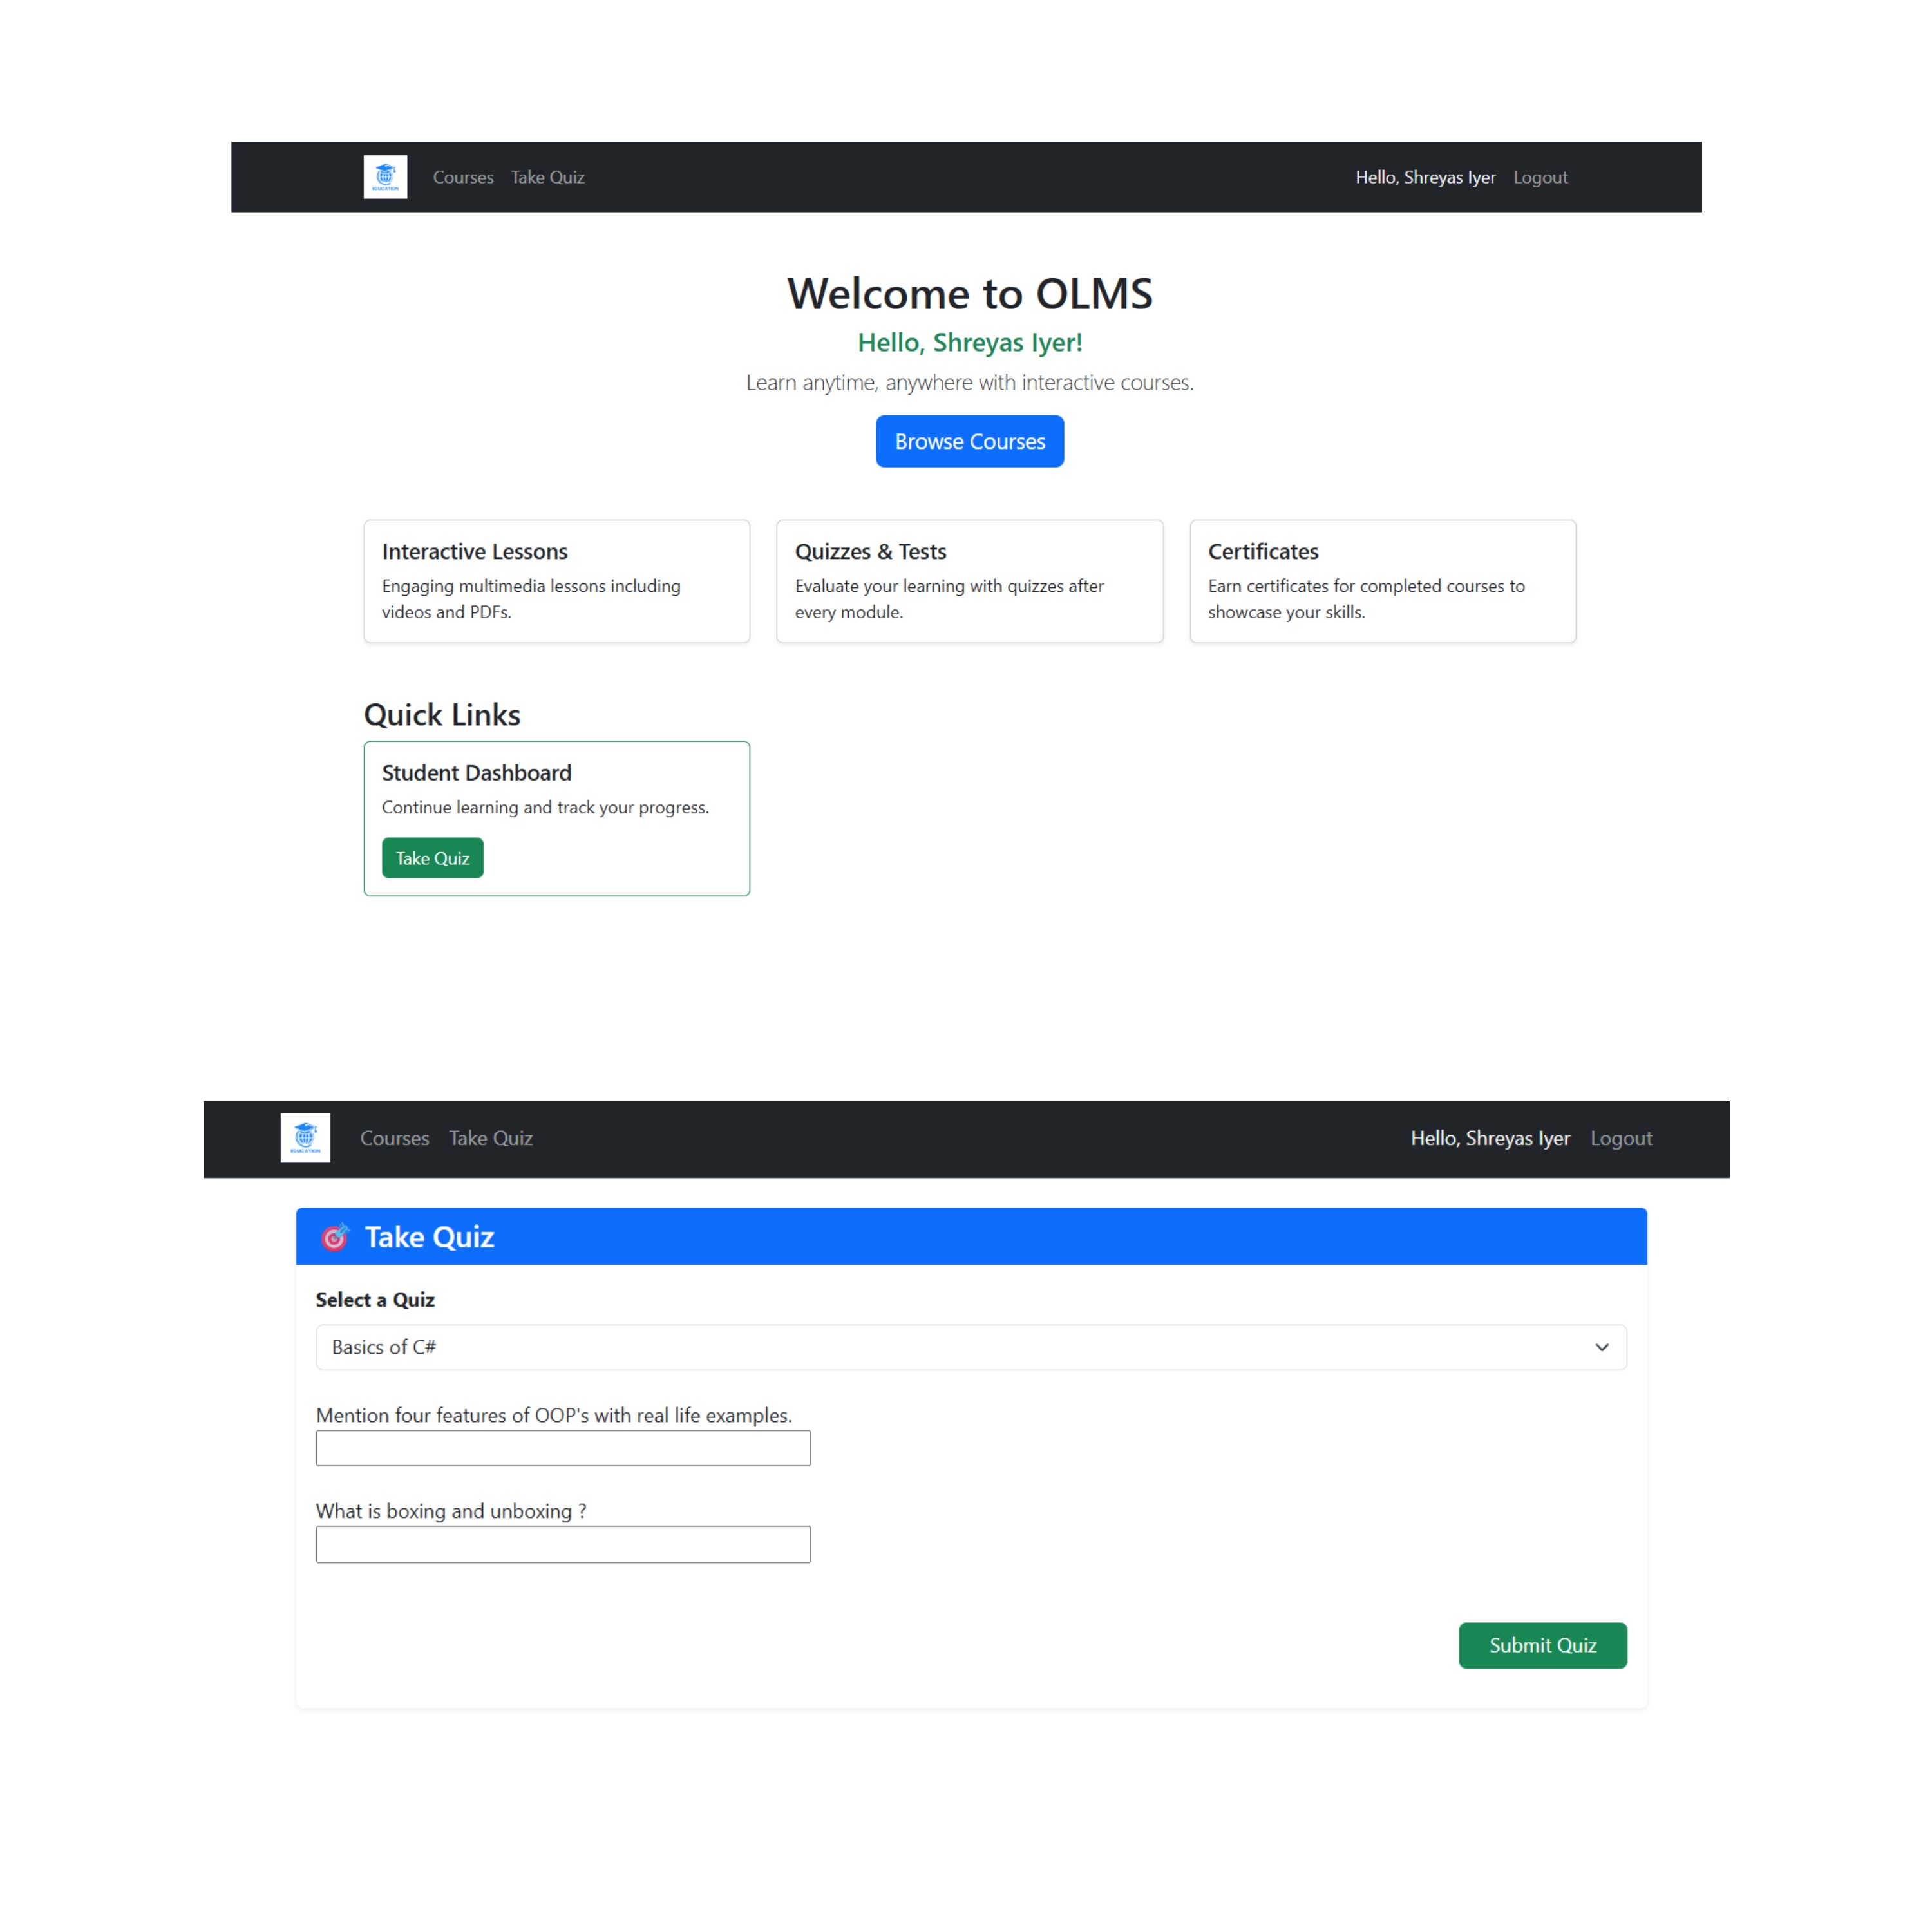 EDUCATION
Courses Take Quiz Hello, Shreyas Iyer Logout
Welcome to OLMS
Hello, Shreyas Iyer!
Learn anytime, anywhere with interactive courses.
Browse Courses
Interactive Lessons
Engaging multimedia lessons including
videos and PDFs.
Quizzes & Tests
Evaluate your learning with quizzes after
every module.
Certificates
Earn certificates for completed courses to
showcase your skills.
Quick Links
Student Dashboard
Continue learning and track your progress.
Take Quiz
EDUCATION
Courses Take Quiz Hello, Shreyas Iyer Logout
Take Quiz
Select a Quiz
Basics of C#
Mention four features of OOP's with real life examples.
What is boxing and unboxing ?
Submit Quiz